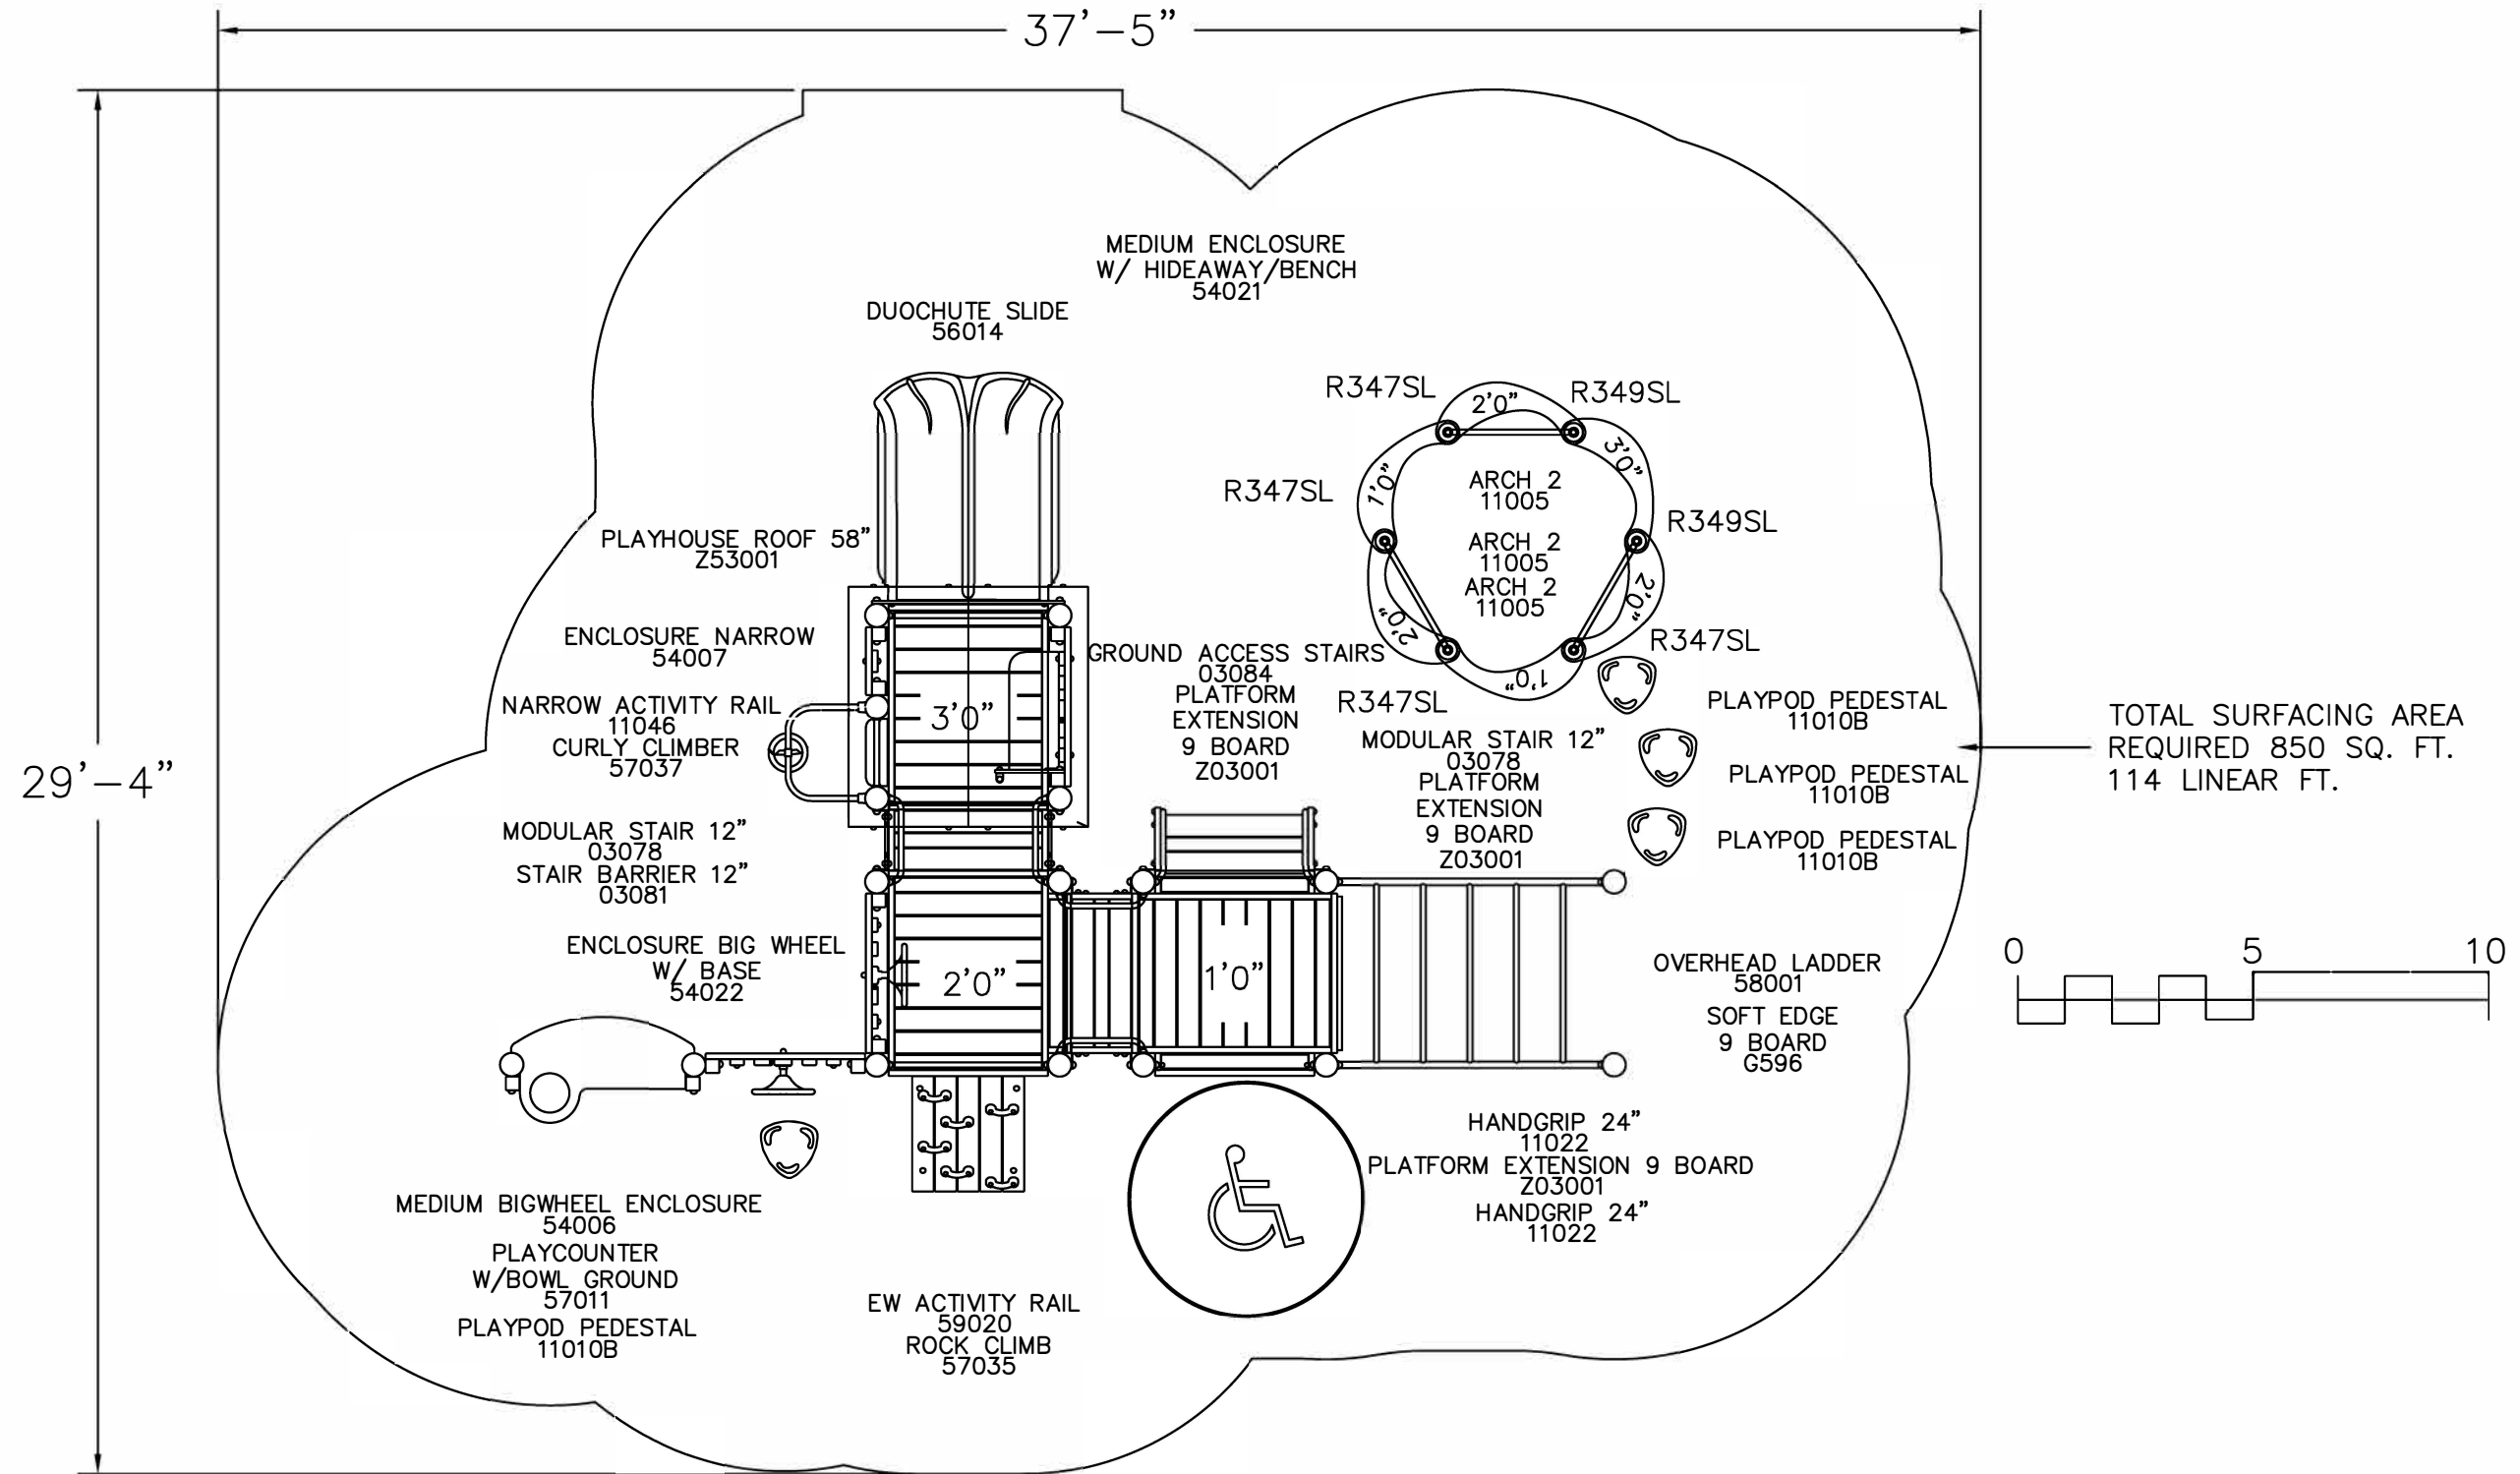 37'-5"
29'-4"
MEDIUM ENCLOSURE
W/ HIDEAWAY/BENCH
54021
DUOCHUTE SLIDE
56014
R347SL
R349SL
2'0"
3'0"
1'0"
R347SL
ARCH 2
11005
R349SL
ARCH 2
11005
ARCH 2
11005
2'0"
2'0"
R347SL
1'0"
R347SL
PLAYHOUSE ROOF 58"
Z53001
ENCLOSURE NARROW
54007
NARROW ACTIVITY RAIL
11046
CURLY CLIMBER
57037
3'0"
GROUND ACCESS STAIRS
03084
PLATFORM
EXTENSION
9 BOARD
Z03001
MODULAR STAIR 12"
03078
PLATFORM
EXTENSION
9 BOARD
Z03001
PLAYPOD PEDESTAL
11010B
PLAYPOD PEDESTAL
11010B
PLAYPOD PEDESTAL
11010B
TOTAL SURFACING AREA
REQUIRED 850 SQ. FT.
114 LINEAR FT.
MODULAR STAIR 12"
03078
STAIR BARRIER 12"
03081
ENCLOSURE BIG WHEEL
W/ BASE
54022
2'0"
1'0"
OVERHEAD LADDER
58001
SOFT EDGE
9 BOARD
G596
0 5 10
HANDGRIP 24"
11022
PLATFORM EXTENSION 9 BOARD
Z03001
HANDGRIP 24"
11022
MEDIUM BIGWHEEL ENCLOSURE
54006
PLAYCOUNTER
W/BOWL GROUND
57011
PLAYPOD PEDESTAL
11010B
EW ACTIVITY RAIL
59020
ROCK CLIMB
57035